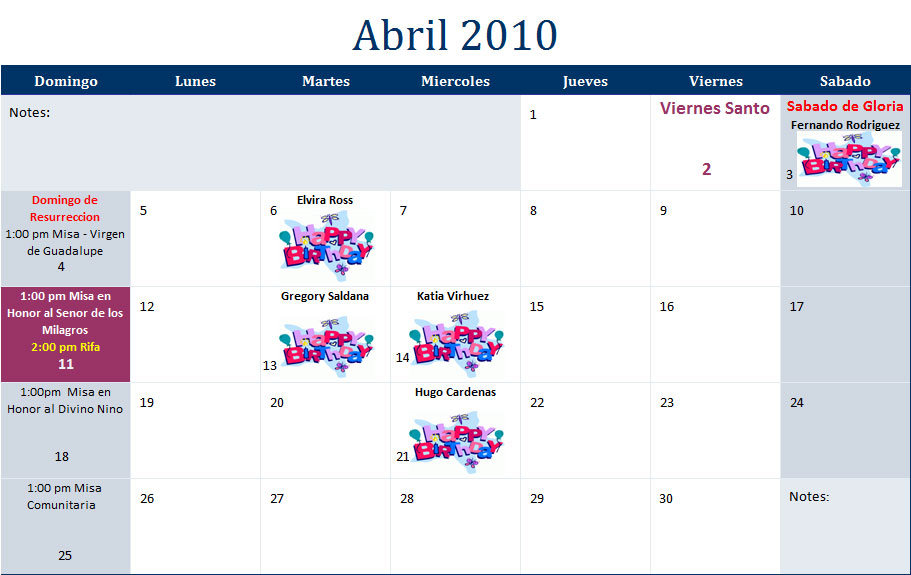 Abril 2010
Domingo Lunes Martes Miercoles Jueves Viernes Sabado
Notes:
1
Viernes Santo
2
Sabado de Gloria
Fernando Rodriguez
Happy
Birthday
3
Domingo de
Resurreccion
1:00 pm Misa - Virgen
de Guadalupe
4
5
6
Elvira Ross
Happy
Birthday
7
8
9
10
1:00 pm Misa en
Honor al Senor de los
Milagros
2:00 pm Rifa
11
12
Gregory Saldana
Happy
Birthday
13
Katia Virhuez
Happy
Birthday
14
15
16
17
1:00pm  Misa en
Honor al Divino Nino
18
19
20
Hugo Cardenas
Happy
Birthday
21
22
23
24
1:00 pm Misa
Comunitaria
25
26
27
28
29
30
Notes: